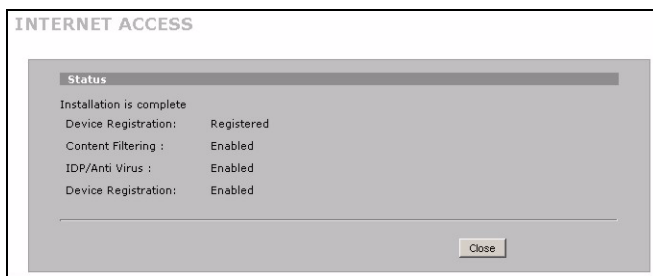 INTERNET ACCESS
Status
Installation is complete
Device Registration: Registered
Content Filtering : Enabled
IDP/Anti Virus : Enabled
Device Registration: Enabled
Close